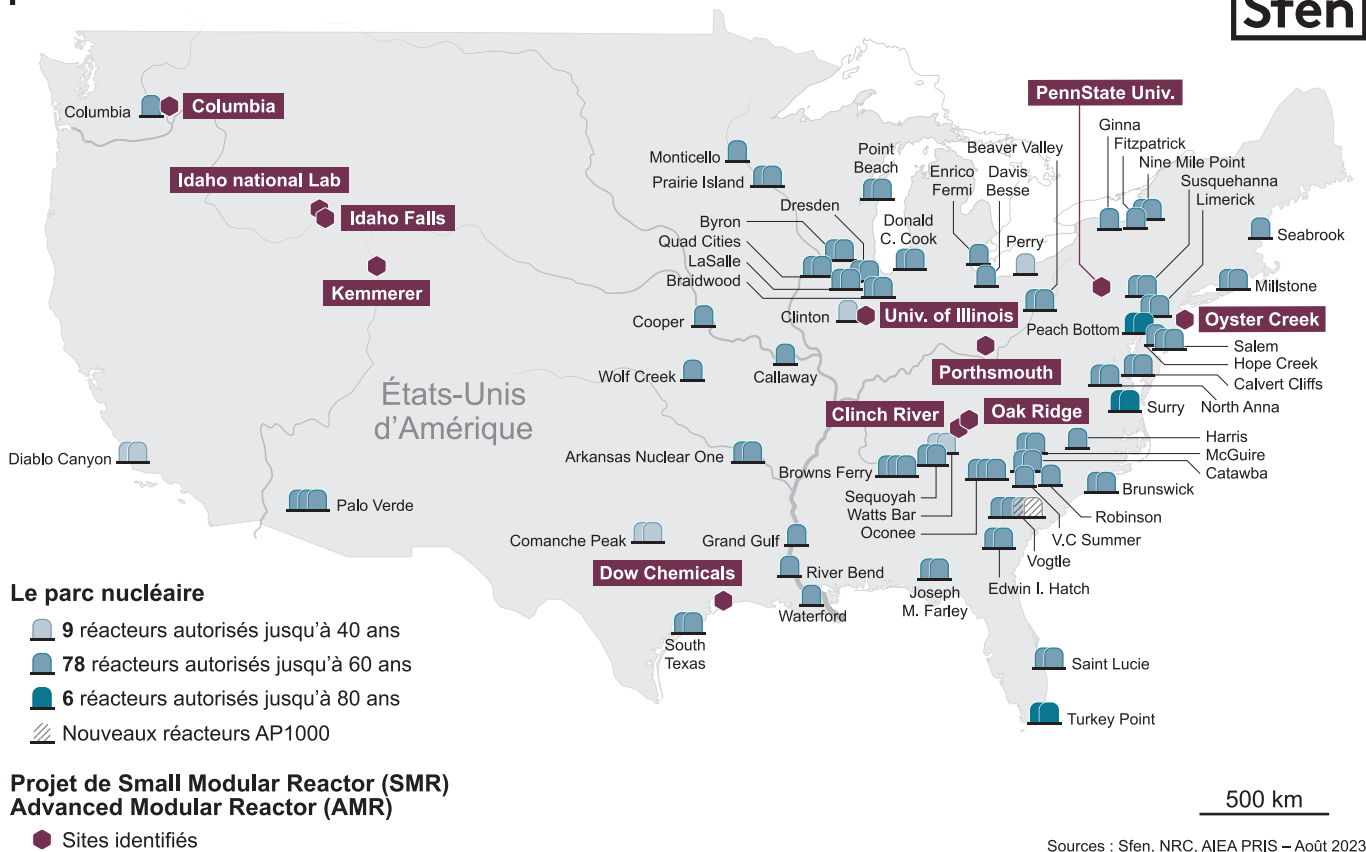 Sfen
PennState Univ.
Columbia
Columbia
Ginna
Fitzpatrick
Nine Mile Point
Susquehanna
Limerick
Beaver Valley
Point
Beach
Enrico
Fermi
Davis
Besse
Monticello
Prairie Island
Idaho national Lab
Idaho Falls
Dresden
Byron
Quad Cities
LaSalle
Braidwood
Donald
C. Cook
Perry
Seabrook
Kemmerer
Millstone
Cooper
Clinton
Univ. of Illinois
Peach Bottom
Oyster Creek
Salem
Hope Creek
Calvert Cliffs
North Anna
Surry
Wolf Creek
Callaway
Porthsmouth
États-Unis
d'Amérique
Clinch River
Oak Ridge
Harris
McGuire
Catawba
Diablo Canyon
Arkansas Nuclear One
Browns Ferry
Sequoyah
Watts Bar
Oconee
Brunswick
Palo Verde
Robinson
V.C Summer
Vogtle
Edwin I. Hatch
Comanche Peak
Grand Gulf
Dow Chemicals
River Bend
Joseph
M. Farley
Waterford
South
Texas
Saint Lucie
Turkey Point
Le parc nucléaire
9 réacteurs autorisés jusqu'à 40 ans
78 réacteurs autorisés jusqu'à 60 ans
6 réacteurs autorisés jusqu'à 80 ans
Nouveaux réacteurs AP1000
Projet de Small Modular Reactor (SMR)
Advanced Modular Reactor (AMR)
Sites identifiés
500 km
Sources : Sfen, NRC, AIEA PRIS – Août 2023